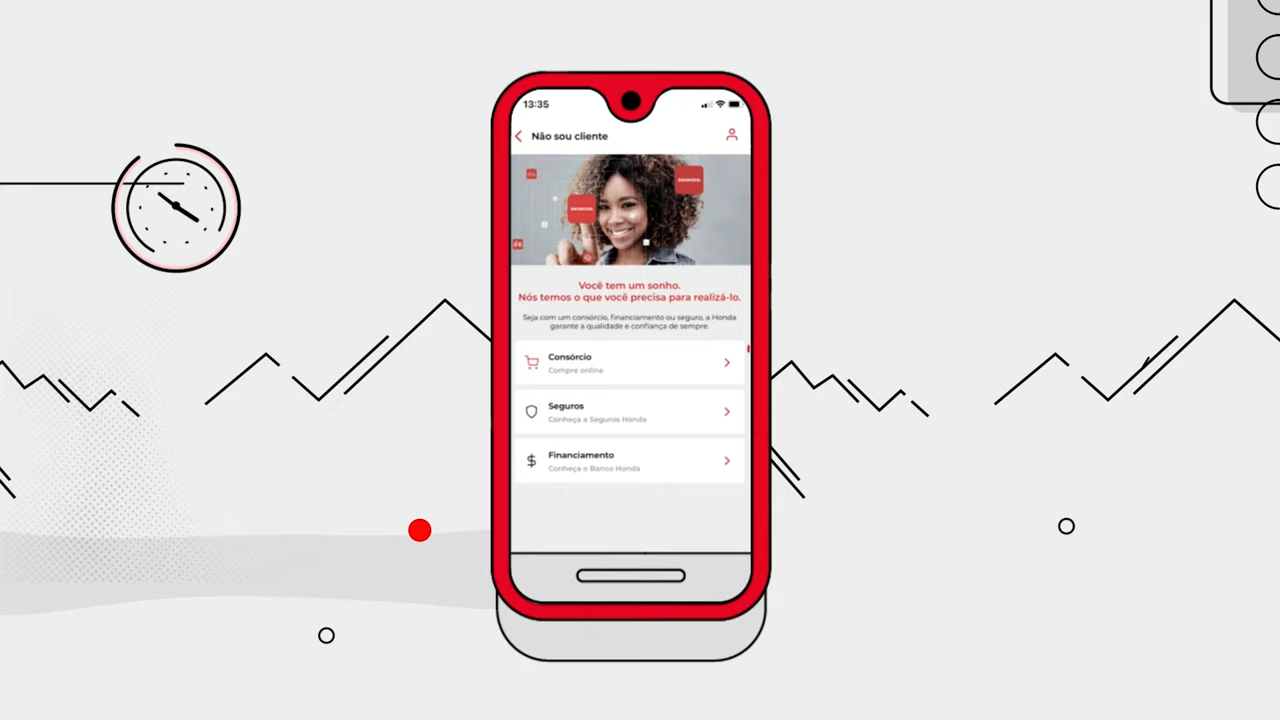 13:35
Não sou cliente
HONDA
HONDA
Você tem um sonho.
Nós temos o que você precisa para realizá-lo.
Seja com um consórcio, financiamento ou seguro, a Honda
garante a qualidade e confiança de sempre.
Consórcio
Compre online
Seguros
Conheça a Seguros Honda
Financiamento
Conheça o Banco Honda